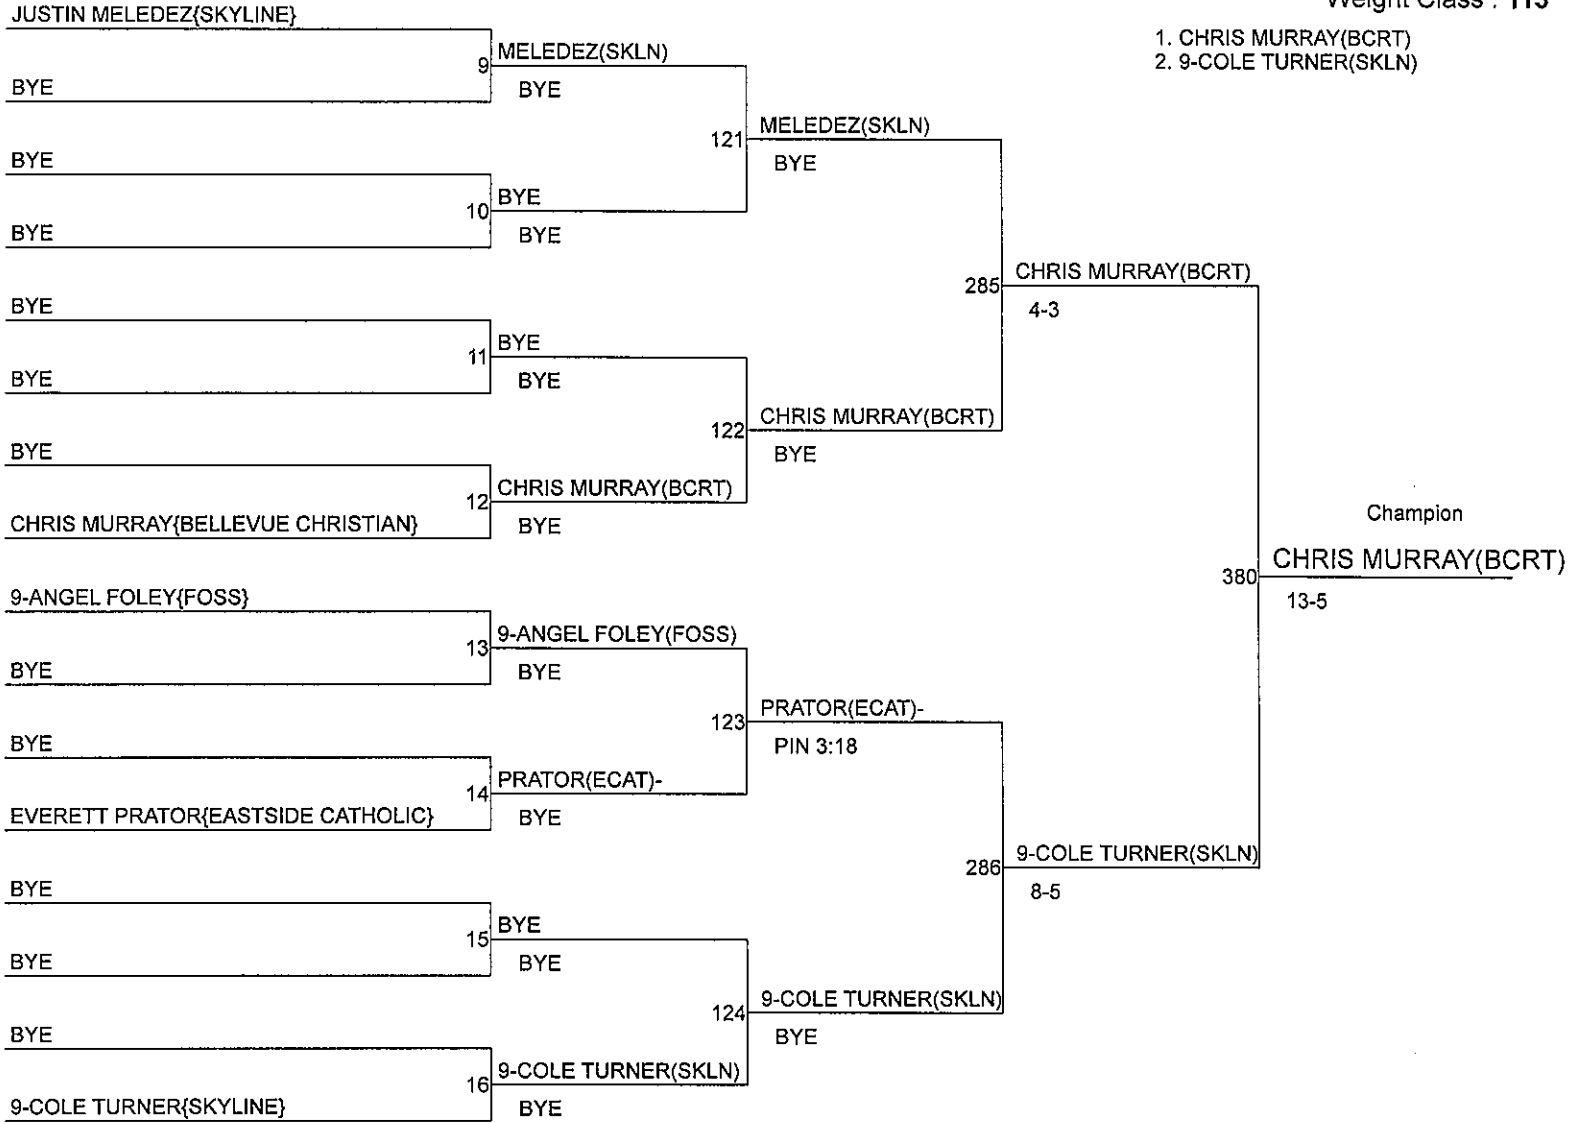 Weight Class : 113
1. CHRIS MURRAY(BCRT)
2. 9-COLE TURNER(SKLN)
JUSTIN MELEDEZ{SKYLINE}
9
MELEDEZ(SKLN)
BYE
BYE
121
MELEDEZ(SKLN)
BYE
BYE
10
BYE
BYE
BYE
285
CHRIS MURRAY(BCRT)
4-3
BYE
11
BYE
BYE
BYE
122
CHRIS MURRAY(BCRT)
BYE
BYE
12
CHRIS MURRAY(BCRT)
BYE
CHRIS MURRAY{BELLEVUE CHRISTIAN}
Champion
380
CHRIS MURRAY(BCRT)
13-5
9-ANGEL FOLEY{FOSS}
13
9-ANGEL FOLEY(FOSS)
BYE
BYE
123
PRATOR(ECAT)-
PIN 3:18
BYE
14
PRATOR(ECAT)-
BYE
EVERETT PRATOR{EASTSIDE CATHOLIC}
286
9-COLE TURNER(SKLN)
8-5
BYE
15
BYE
BYE
BYE
124
9-COLE TURNER(SKLN)
BYE
BYE
16
9-COLE TURNER(SKLN)
BYE
9-COLE TURNER{SKYLINE}